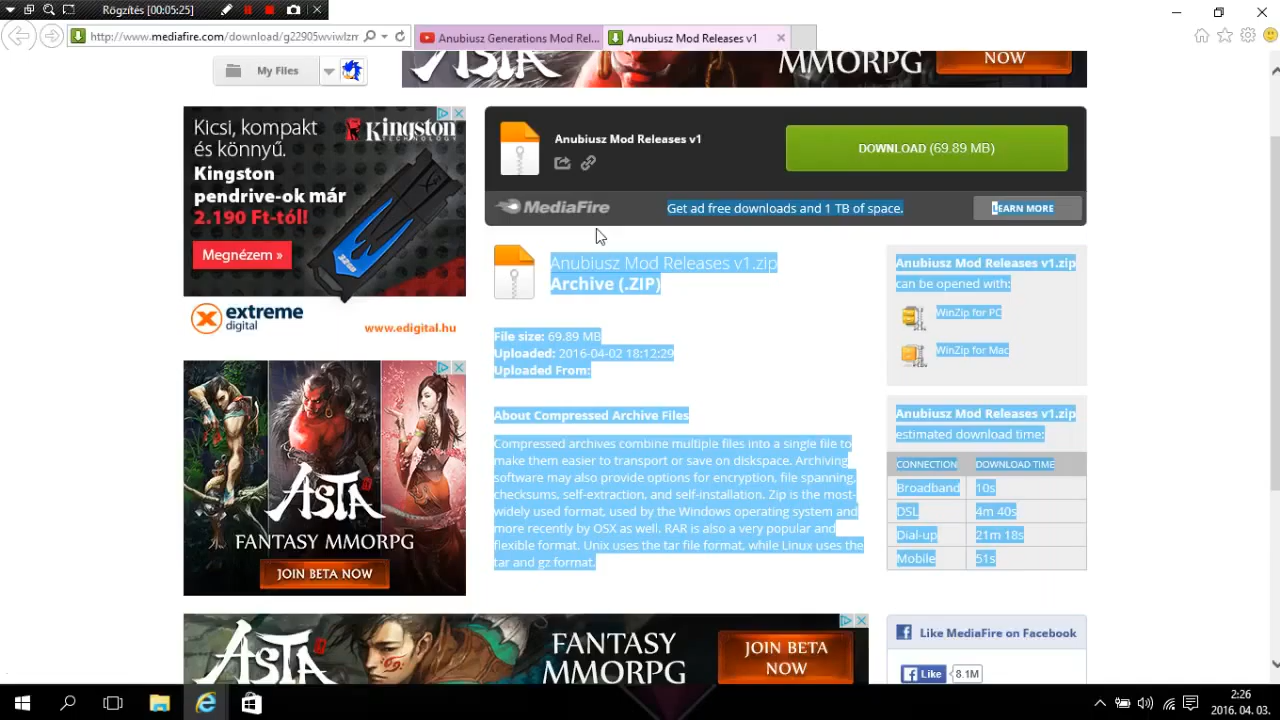 Rögzítés [00:05:25]
http://www.mediafire.com/download/g22905wviwlzm
Anubiusz Generations Mod Rel...
Anubiusz Mod Releases v1
My Files
ASTA
MMORPG
NOW
Kicsi, kompakt
és könnyű.
Kingston
pendrive-ok már
2.190 Ft-tól!
Megnézem »
Kingston
TECHNOLOGY
extreme
digital
www.edigital.hu
Anubiusz Mod Releases v1
DOWNLOAD (69.89 MB)
MediaFire
Get ad free downloads and 1 TB of space.
LEARN MORE
Anubiusz Mod Releases v1.zip
Archive (.ZIP)
File size: 69.89 MB
Uploaded: 2016-04-02 18:12:29
Uploaded From:
About Compressed Archive Files
Compressed archives combine multiple files into a single file to
make them easier to transport or save on diskspace. Archiving
software may also provide options for encryption, file spanning,
checksums, self-extraction, and self-installation. Zip is the most-
widely used format, used by the Windows operating system and
more recently by OSX as well. RAR is also a very popular and
flexible format. Unix uses the tar file format, while Linux uses the
tar and gz format.
Anubiusz Mod Releases v1.zip
can be opened with:
WinZip for PC
WinZip for Mac
Anubiusz Mod Releases v1.zip
estimated download time:
CONNECTION DOWNLOAD TIME
Broadband 10s
DSL 4m 40s
Dial-up 21m 18s
Mobile 51s
ASTA
FANTASY MMORPG
JOIN BETA NOW
ASTA
FANTASY
MMORPG
JOIN BETA
NOW
Like MediaFire on Facebook
Like 8.1M
2:26
2016. 04. 03.